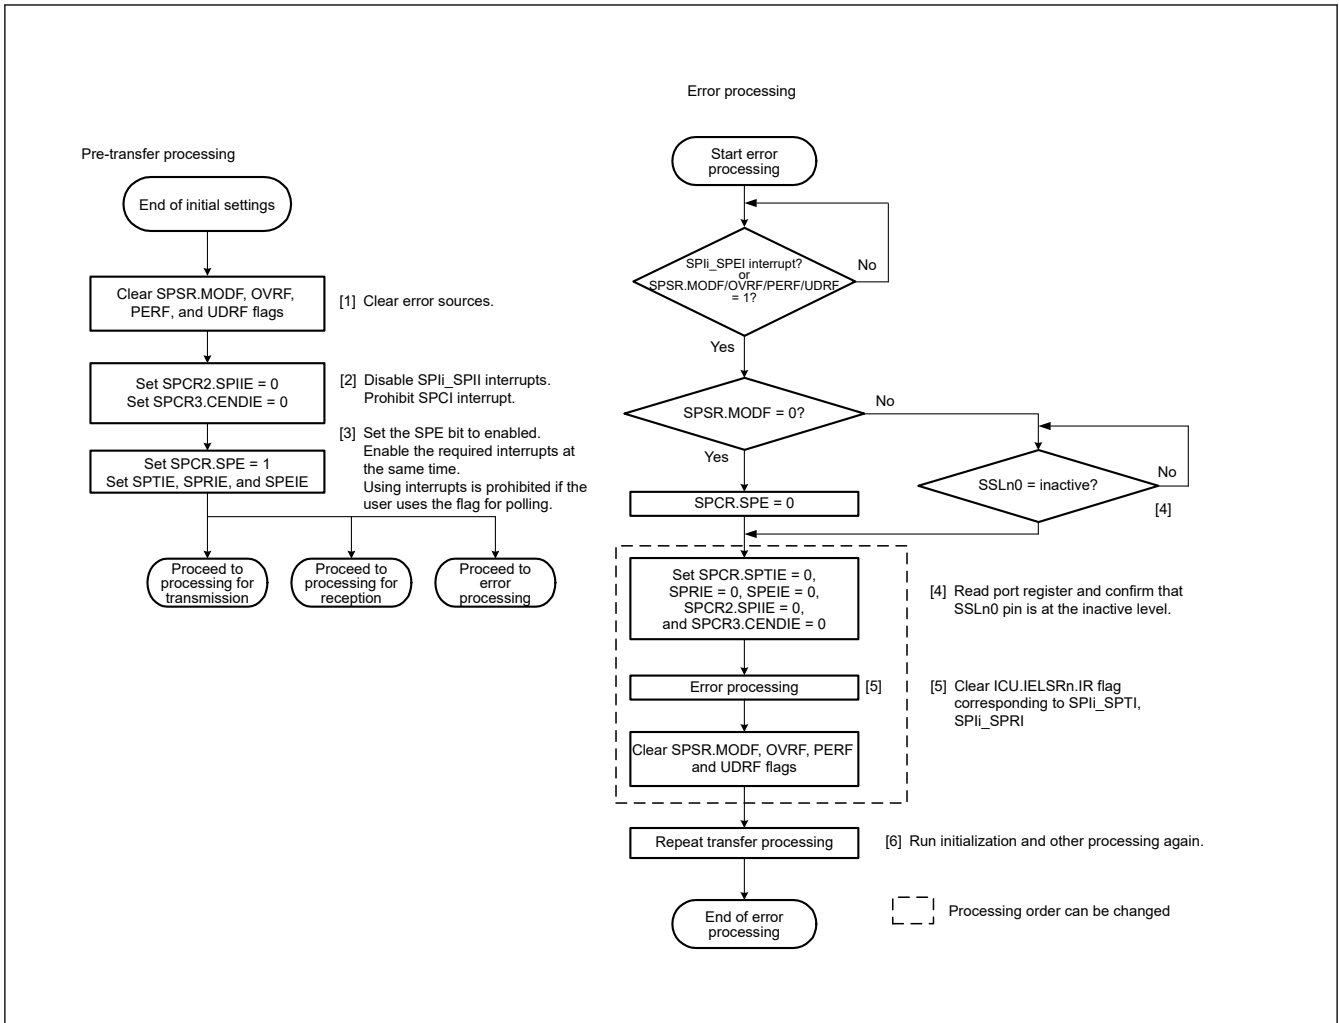 Pre-transfer processing
End of initial settings
Clear SPSR.MODF, OVRF,
PERF, and UDRF flags
[1] Clear error sources.
Set SPCR2.SPIIE = 0
Set SPCR3.CENDIE = 0
[2] Disable SPIi_SPII interrupts.
Prohibit SPCI interrupt.
Set SPCR.SPE = 1
Set SPTIE, SPRIE, and SPEIE
[3] Set the SPE bit to enabled.
Enable the required interrupts at
the same time.
Using interrupts is prohibited if the
user uses the flag for polling.
Proceed to
processing for
transmission
Proceed to
processing for
reception
Proceed to
error
processing
Error processing
Start error
processing
SPIi_SPEI interrupt?
or
SPSR.MODF/OVRF/PERF/UDRF
= 1?
No
Yes
SPSR.MODF = 0?
No
Yes
SSLn0 = inactive?
No
[4]
SPCR.SPE = 0
Set SPCR.SPTIE = 0,
SPRIE = 0, SPEIE = 0,
SPCR2.SPIIE = 0,
and SPCR3.CENDIE = 0
[4] Read port register and confirm that
SSLn0 pin is at the inactive level.
Error processing
[5]
[5] Clear ICU.IELSRn.IR flag
corresponding to SPIi_SPTI,
SPIi_SPRI
Clear SPSR.MODF, OVRF, PERF
and UDRF flags
Repeat transfer processing
[6] Run initialization and other processing again.
End of error
processing
Processing order can be changed